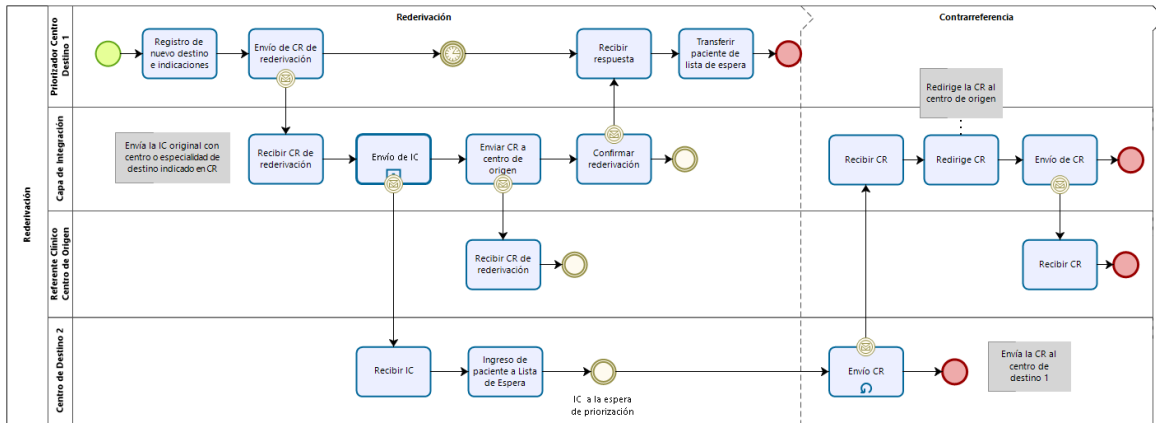 Rederivación
Contrarreferencia
Rederivación
Priorizador Centro
Destino 1
Registro de
nuevo destino
e indicaciones
Envío de CR de
rederivación
Recibir
respuesta
Transferir
paciente de
lista de espera
Capa de Integración
Envía la IC original con
centro o especialidad de
destino indicado en CR
Recibir CR de
rederivación
Envío de IC
Enviar CR a
centro de
origen
Confirmar
rederivación
Redirige la CR al
centro de origen
Recibir CR
Redirige CR
Envío de CR
Referente Clínico
Centro de Origen
Recibir CR de
rederivación
Recibir CR
Centro de Destino 2
Recibir IC
Ingreso de
paciente a Lista
de Espera
IC a la espera
de priorización
Envío CR
Envía la CR al
centro de
destino 1